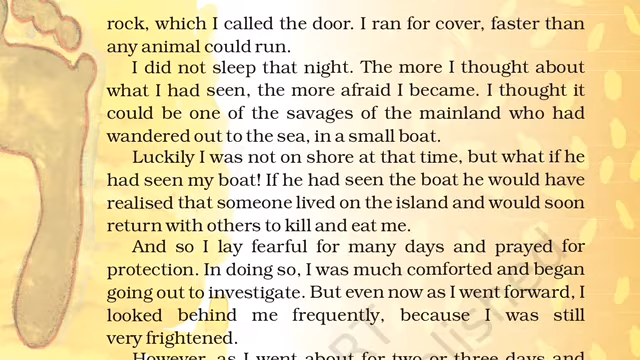 rock, which I called the door. I ran for cover, faster than
any animal could run.
I did not sleep that night. The more I thought about
what I had seen, the more afraid I became. I thought it
could be one of the savages of the mainland who had
wandered out to the sea, in a small boat.
Luckily I was not on shore at that time, but what if he
had seen my boat! If he had seen the boat he would have
realised that someone lived on the island and would soon
return with others to kill and eat me.
And so I lay fearful for many days and prayed for
protection. In doing so, I was much comforted and began
going out to investigate. But even now as I went forward, I
looked behind me frequently, because I was still
very frightened.
However, as I went about for two or three days and